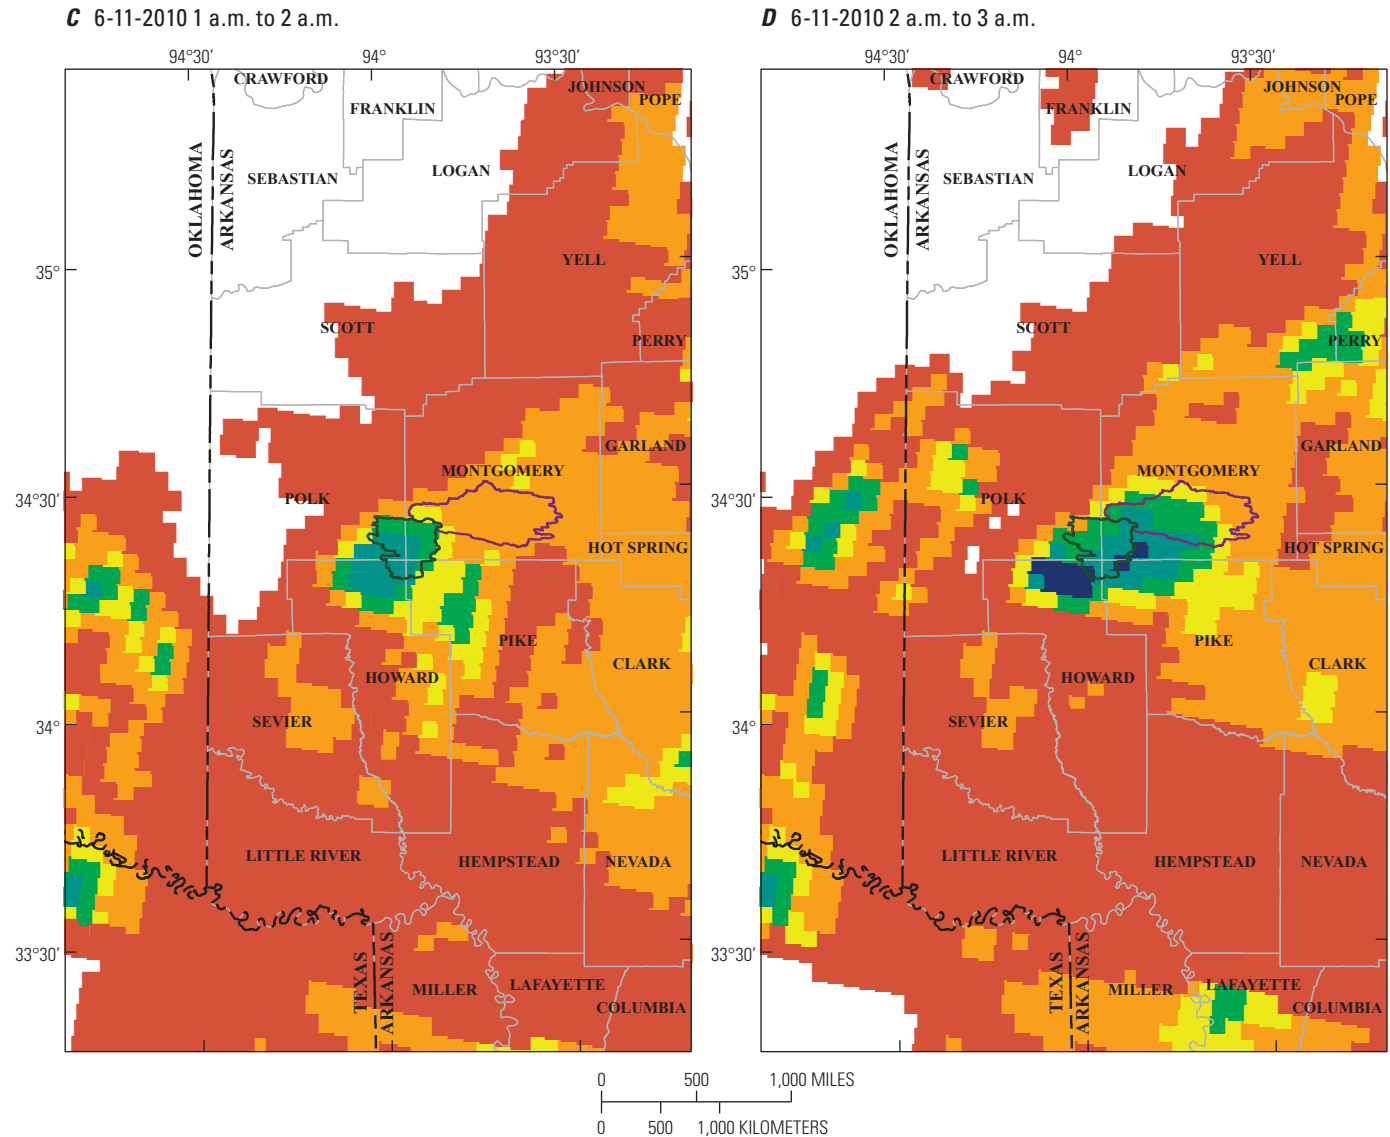 C 6-11-2010 1 a.m. to 2 a.m.
94°30′ 94° 93°30′
CRAWFORD
JOHNSON
POPE
FRANKLIN
OKLAHOMA
ARKANSAS
SEBASTIAN
LOGAN
YELL
35°
SCOTT
PERRY
GARLAND
MONTGOMERY
34°30′
POLK
HOT SPRING
PIKE
CLARK
HOWARD
SEVIER
34°
LITTLE RIVER
HEMPSTEAD
NEVADA
33°30′
TEXAS
ARKANSAS
MILLER
LAFAYETTE
COLUMBIA
D 6-11-2010 2 a.m. to 3 a.m.
94°30′ 94° 93°30′
CRAWFORD
JOHNSON
POPE
FRANKLIN
OKLAHOMA
ARKANSAS
SEBASTIAN
LOGAN
YELL
35°
SCOTT
PERRY
GARLAND
MONTGOMERY
34°30′
POLK
HOT SPRING
PIKE
CLARK
HOWARD
SEVIER
34°
LITTLE RIVER
HEMPSTEAD
NEVADA
33°30′
TEXAS
ARKANSAS
MILLER
LAFAYETTE
COLUMBIA
0 500 1,000 MILES
0 500 1,000 KILOMETERS